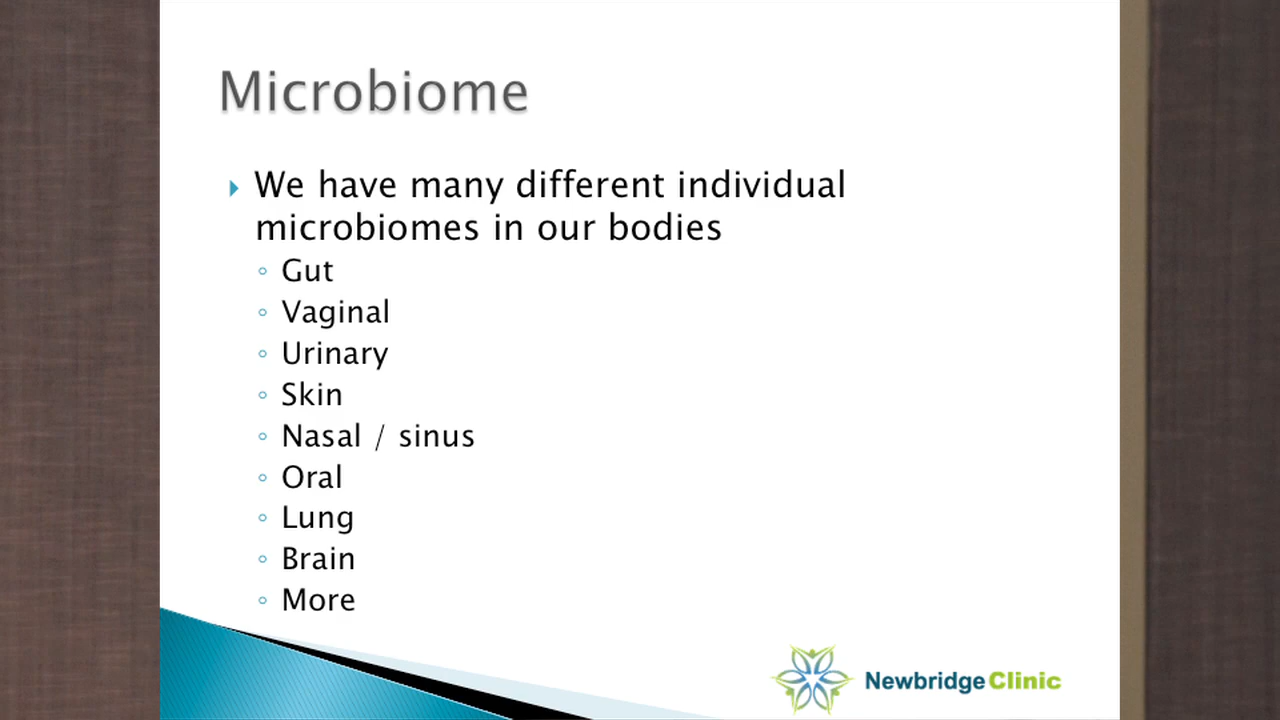 Microbiome
We have many different individual
microbiomes in our bodies
Gut
Vaginal
Urinary
Skin
Nasal / sinus
Oral
Lung
Brain
More
Newbridge Clinic